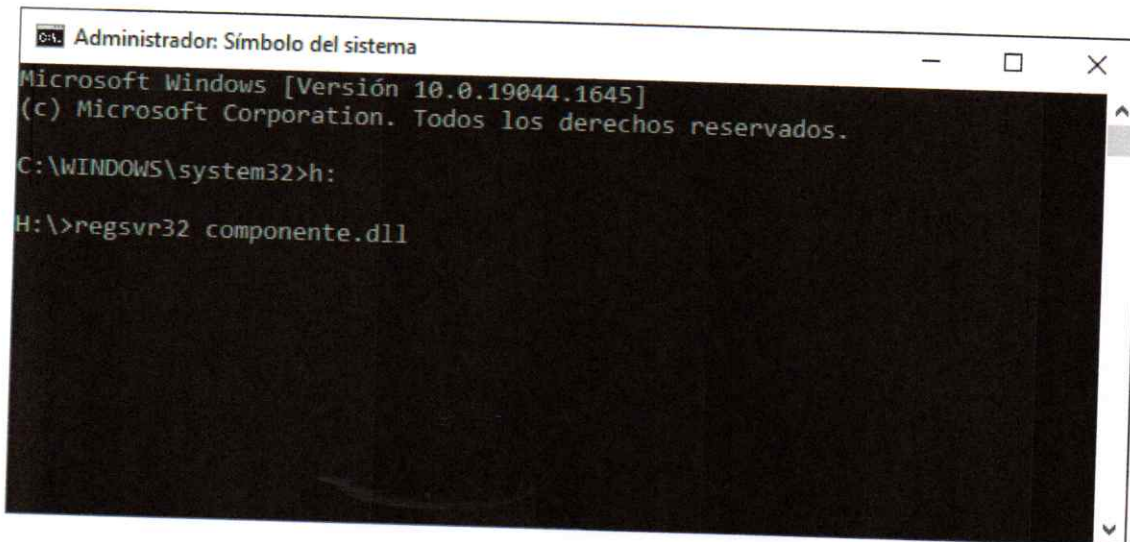 Administrador: Símbolo del sistema
Microsoft Windows [Versión 10.0.19044.1645]
(c) Microsoft Corporation. Todos los derechos reservados.
C:\WINDOWS\system32>h:
H:\>regsvr32 componente.dll